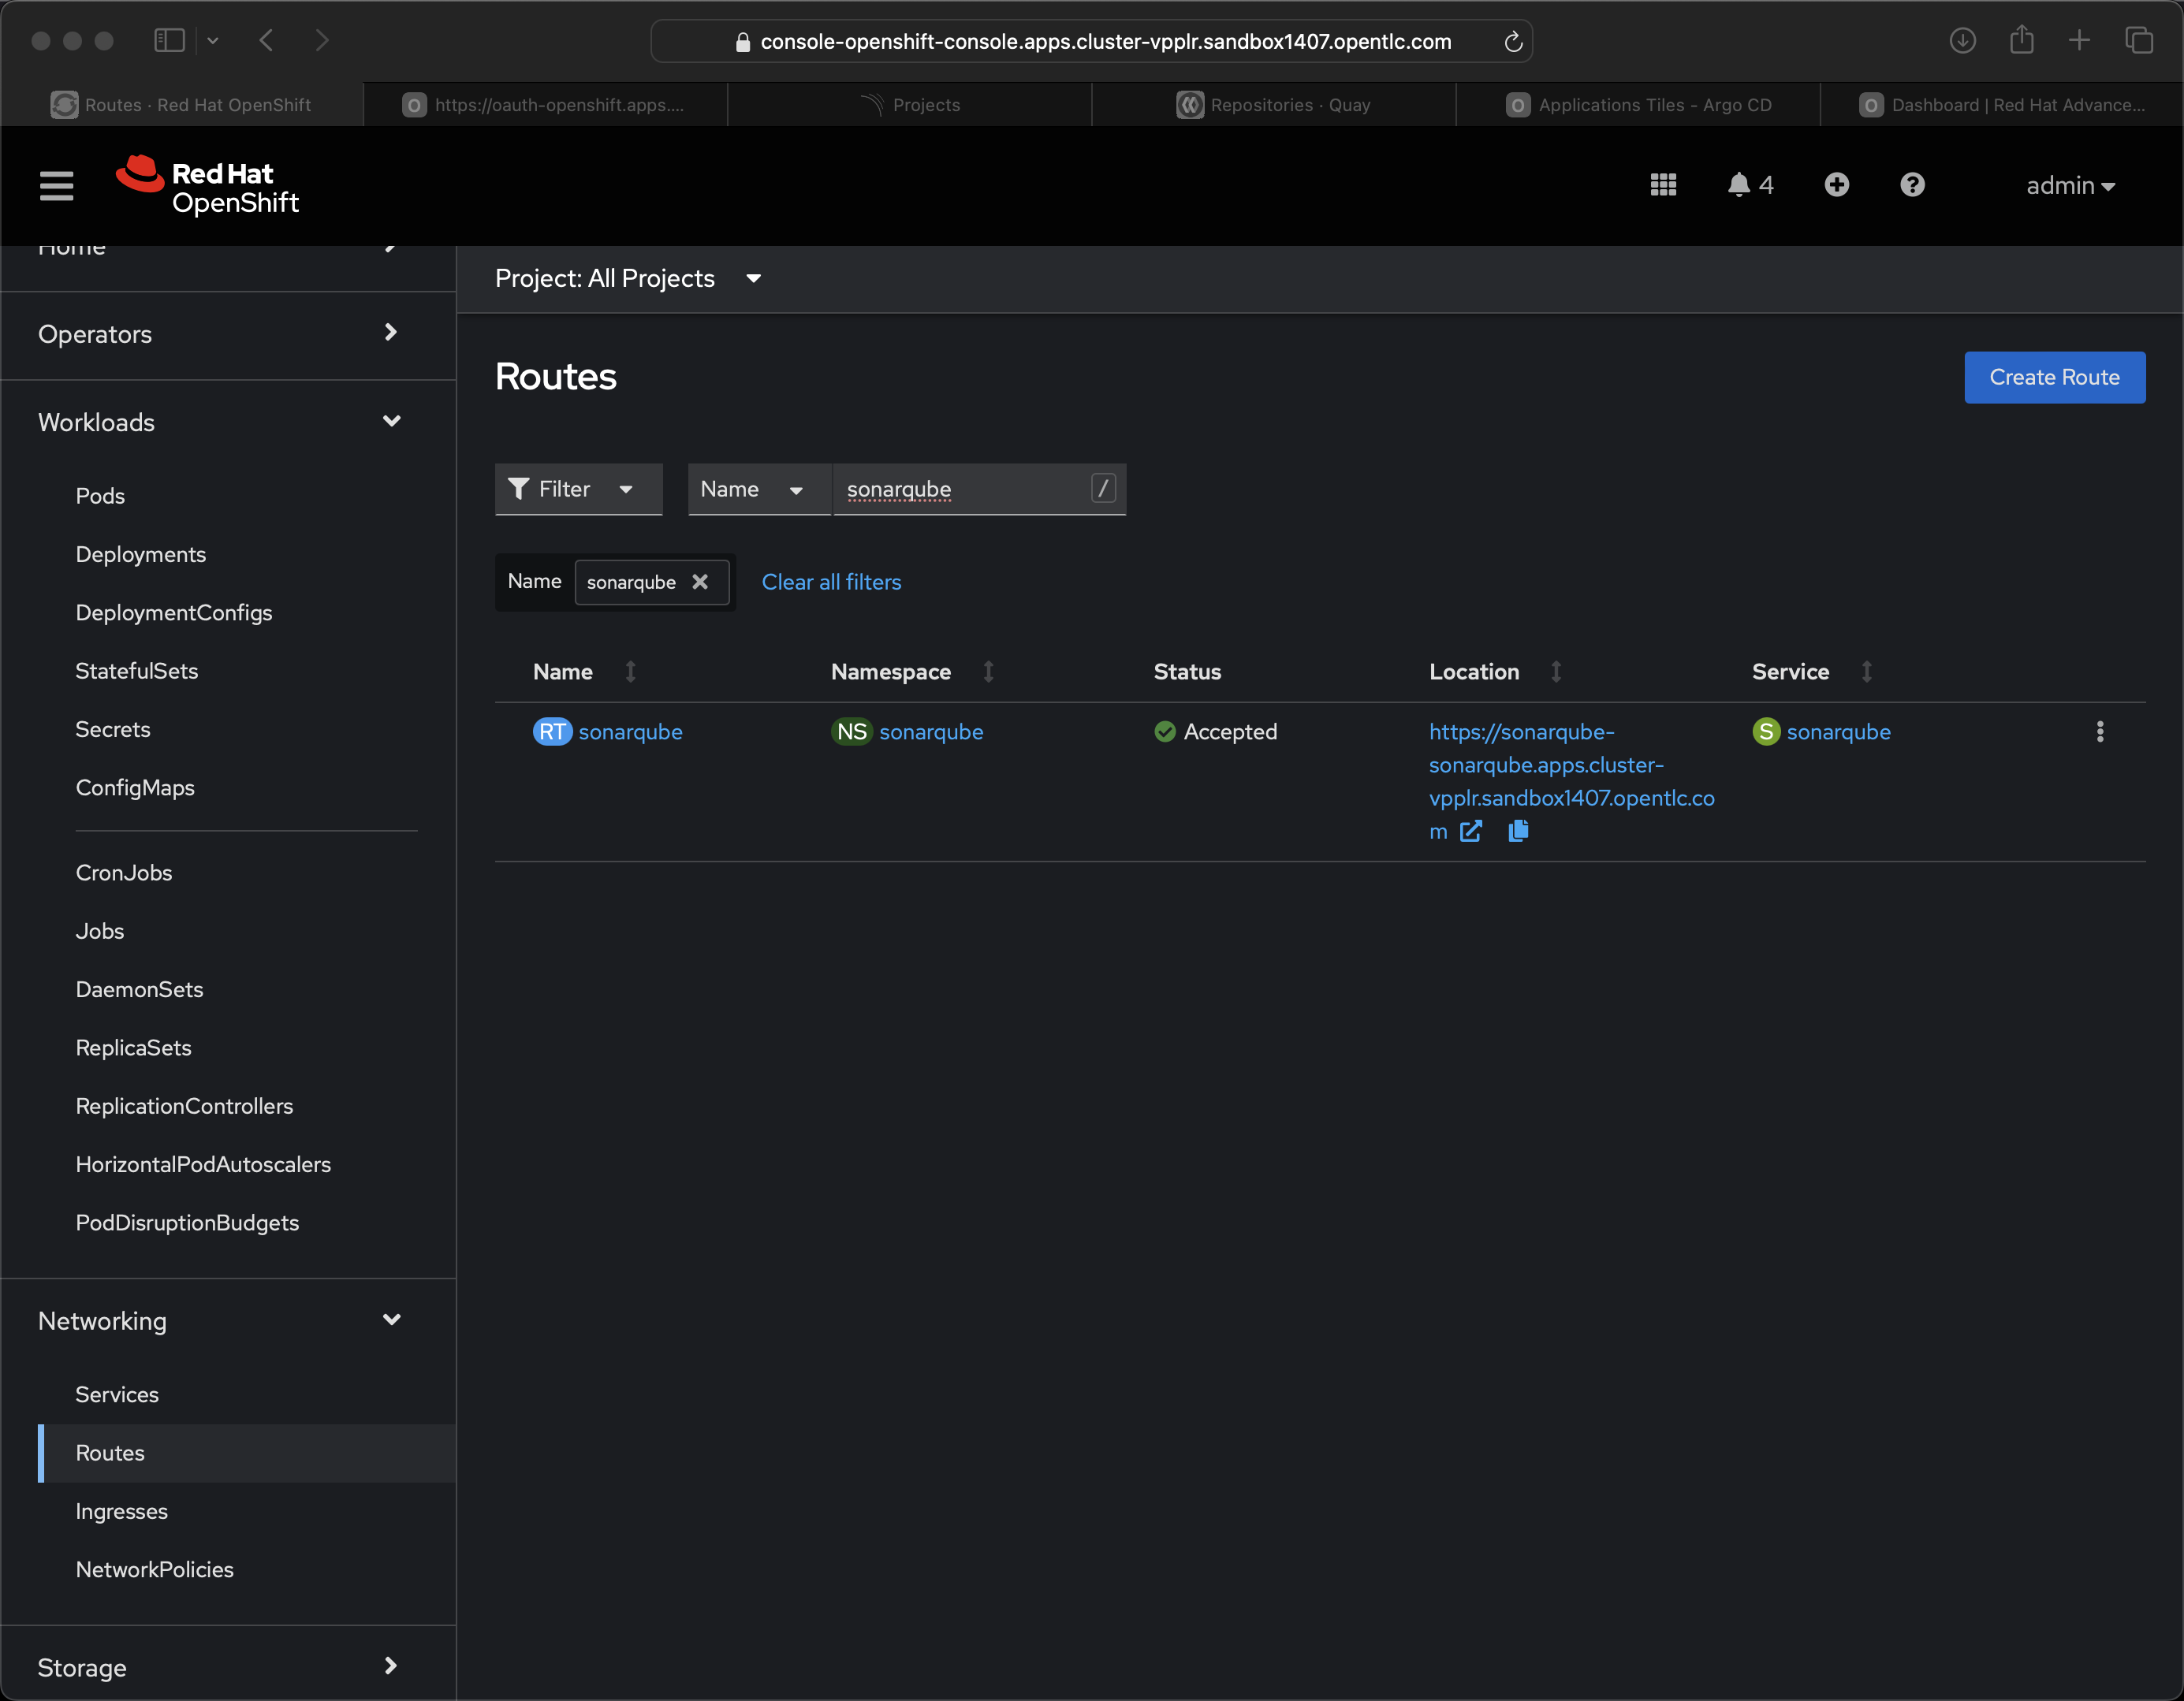 console-openshift-console.apps.cluster-vpplr.sandbox1407.opentlc.com
Routes · Red Hat OpenShift
https://oauth-openshift.apps....
Projects
Repositories · Quay
Applications Tiles - Argo CD
Dashboard | Red Hat Advance...
Red Hat
OpenShift
4
admin
Home
Operators
Workloads
Pods
Deployments
DeploymentConfigs
StatefulSets
Secrets
ConfigMaps
CronJobs
Jobs
DaemonSets
ReplicaSets
ReplicationControllers
HorizontalPodAutoscalers
PodDisruptionBudgets
Networking
Services
Routes
Ingresses
NetworkPolicies
Storage
Project: All Projects
Routes
Create Route
Filter
Name
sonarqube
/
Name
sonarqube
Clear all filters
Name Namespace Status Location Service
RT sonarqube NS sonarqube Accepted https://sonarqube- S sonarqube
sonarqube.apps.cluster-
vpplr.sandbox1407.opentlc.co
m